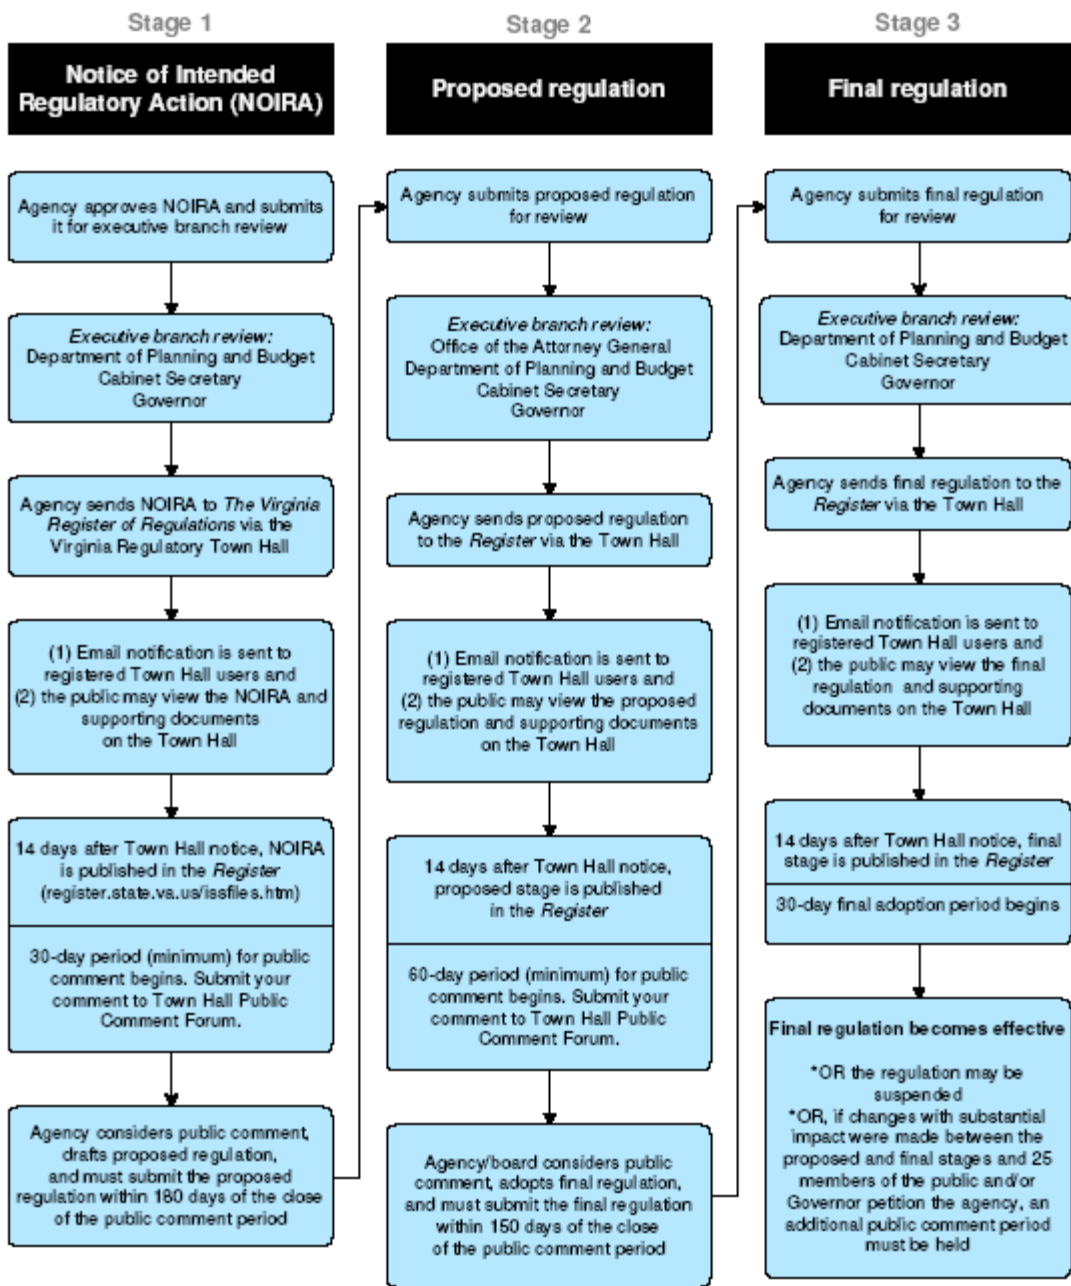 Stage 1
Notice of Intended
Regulatory Action (NOIRA)
Agency approves NOIRA and submits
it for executive branch review
Executive branch review:
Department of Planning and Budget
Cabinet Secretary
Governor
Agency sends NOIRA to The Virginia
Register of Regulations via the
Virginia Regulatory Town Hall
(1) Email notification is sent to
registered Town Hall users and
(2) the public may view the NOIRA and
supporting documents
on the Town Hall
14 days after Town Hall notice, NOIRA
is published in the Register
(register.state.va.us/issfiles.htm)
30-day period (minimum) for public
comment begins. Submit your
comment to Town Hall Public
Comment Forum.
Agency considers public comment,
drafts proposed regulation,
and must submit the proposed
regulation within 180 days of the close
of the public comment period
Stage 2
Proposed regulation
Agency submits proposed regulation
for review
Executive branch review:
Office of the Attorney General
Department of Planning and Budget
Cabinet Secretary
Governor
Agency sends proposed regulation
to the Register via the Town Hall
(1) Email notification is sent to
registered Town Hall users and
(2) the public may view the proposed
regulation and supporting documents
on the Town Hall
14 days after Town Hall notice,
proposed stage is published
in the Register
60-day period (minimum) for public
comment begins. Submit your
comment to Town Hall Public
Comment Forum.
Agency/board considers public
comment, adopts final regulation,
and must submit the final regulation
within 150 days of the close
of the public comment period
Stage 3
Final regulation
Agency submits final regulation
for review
Executive branch review:
Department of Planning and Budget
Cabinet Secretary
Governor
Agency sends final regulation to the
Register via the Town Hall
(1) Email notification is sent to
registered Town Hall users and
(2) the public may view the final
regulation and supporting
documents on the Town Hall
14 days after Town Hall notice, final
stage is published in the Register
30-day final adoption period begins
Final regulation becomes effective
*OR the regulation may be
suspended
*OR, if changes with substantial
impact were made between the
proposed and final stages and 25
members of the public and/or
Governor petition the agency, an
additional public comment period
must be held